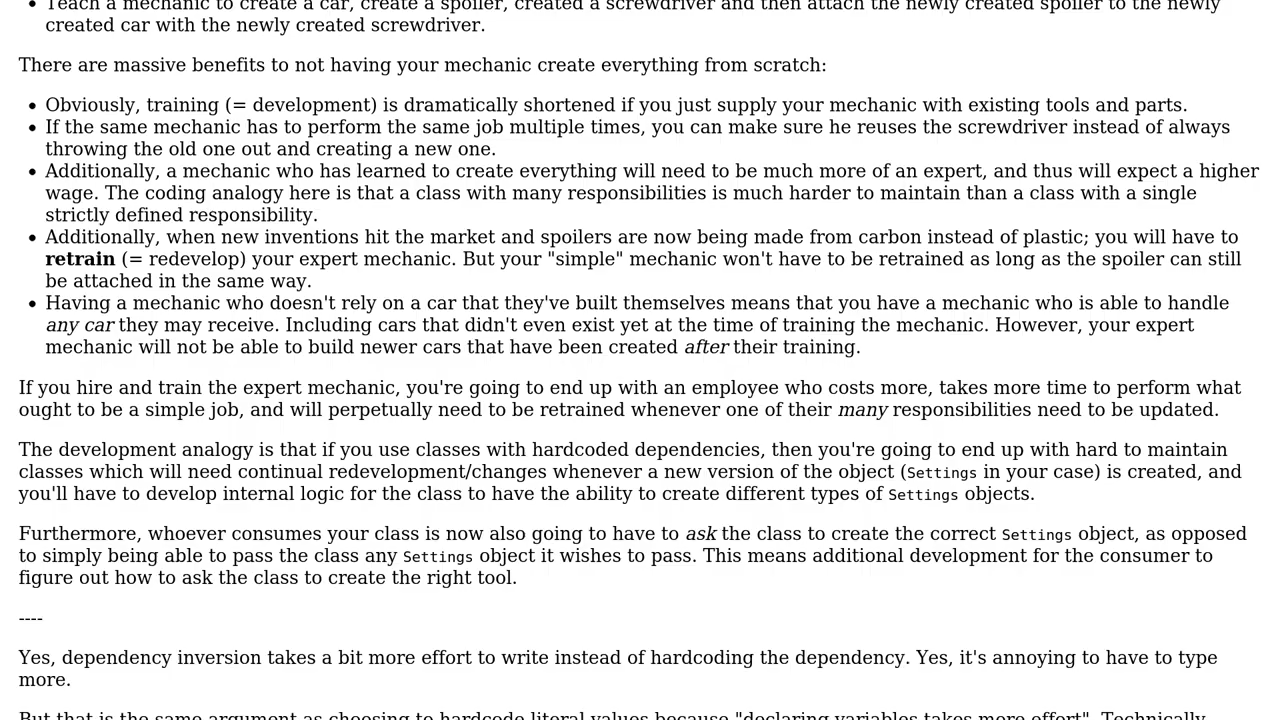 Teach a mechanic to create a car, create a spoiler, created a screwdriver and then attach the newly created spoiler to the newly
created car with the newly created screwdriver.
There are massive benefits to not having your mechanic create everything from scratch:
Obviously, training (= development) is dramatically shortened if you just supply your mechanic with existing tools and parts.
If the same mechanic has to perform the same job multiple times, you can make sure he reuses the screwdriver instead of always
throwing the old one out and creating a new one.
Additionally, a mechanic who has learned to create everything will need to be much more of an expert, and thus will expect a higher
wage. The coding analogy here is that a class with many responsibilities is much harder to maintain than a class with a single
strictly defined responsibility.
Additionally, when new inventions hit the market and spoilers are now being made from carbon instead of plastic; you will have to
retrain (= redevelop) your expert mechanic. But your "simple" mechanic won't have to be retrained as long as the spoiler can still
be attached in the same way.
Having a mechanic who doesn't rely on a car that they've built themselves means that you have a mechanic who is able to handle
any car they may receive. Including cars that didn't even exist yet at the time of training the mechanic. However, your expert
mechanic will not be able to build newer cars that have been created after their training.
If you hire and train the expert mechanic, you're going to end up with an employee who costs more, takes more time to perform what
ought to be a simple job, and will perpetually need to be retrained whenever one of their many responsibilities need to be updated.
The development analogy is that if you use classes with hardcoded dependencies, then you're going to end up with hard to maintain
classes which will need continual redevelopment/changes whenever a new version of the object (Settings in your case) is created, and
you'll have to develop internal logic for the class to have the ability to create different types of Settings objects.
Furthermore, whoever consumes your class is now also going to have to ask the class to create the correct Settings object, as opposed
to simply being able to pass the class any Settings object it wishes to pass. This means additional development for the consumer to
figure out how to ask the class to create the right tool.
----
Yes, dependency inversion takes a bit more effort to write instead of hardcoding the dependency. Yes, it's annoying to have to type
more.
But that is the same argument as choosing to hardcode literal values because "declaring variables takes more effort". Technically